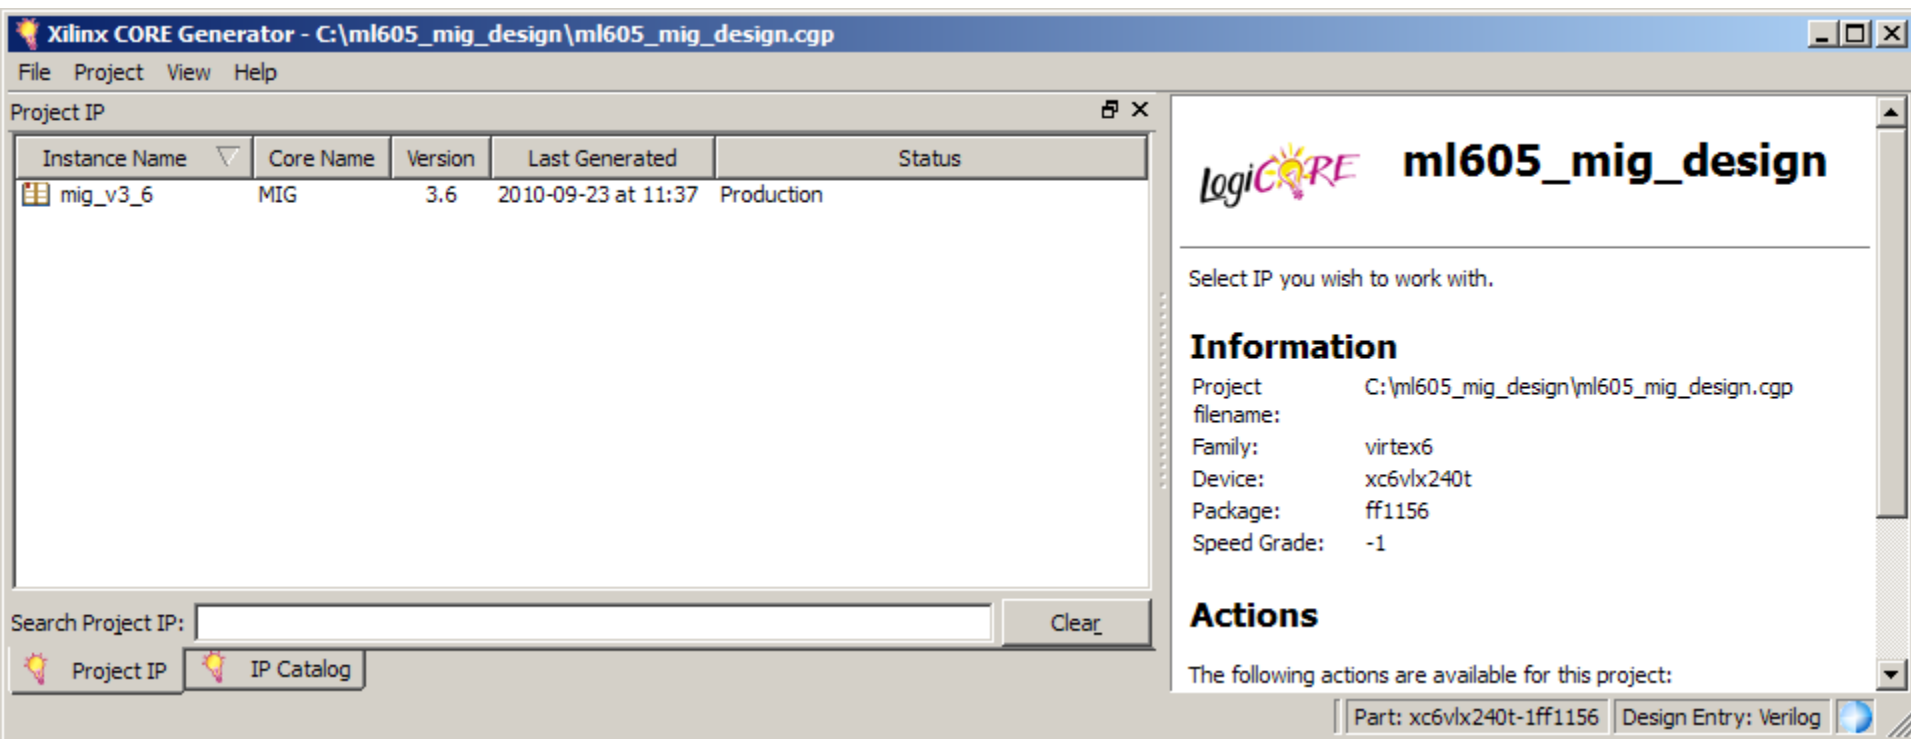 Xilinx CORE Generator - C:\ml605_mig_design\ml605_mig_design.cgp
File Project View Help
Project IP
Instance Name Core Name Version Last Generated Status
mig_v3_6 MIG 3.6 2010-09-23 at 11:37 Production
Search Project IP: Clear
Project IP IP Catalog
LogiCORE ml605_mig_design
Select IP you wish to work with.
Information
Project filename: C:\ml605_mig_design\ml605_mig_design.cgp
Family: virtex6
Device: xc6vlx240t
Package: ff1156
Speed Grade: -1
Actions
The following actions are available for this project:
Part: xc6vlx240t-1ff1156 Design Entry: Verilog